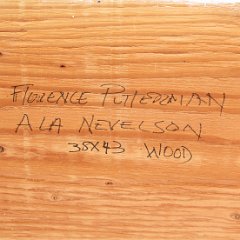 FLORENCE PUTTERMAN
A LA NEVELSON
35X43 WOOD